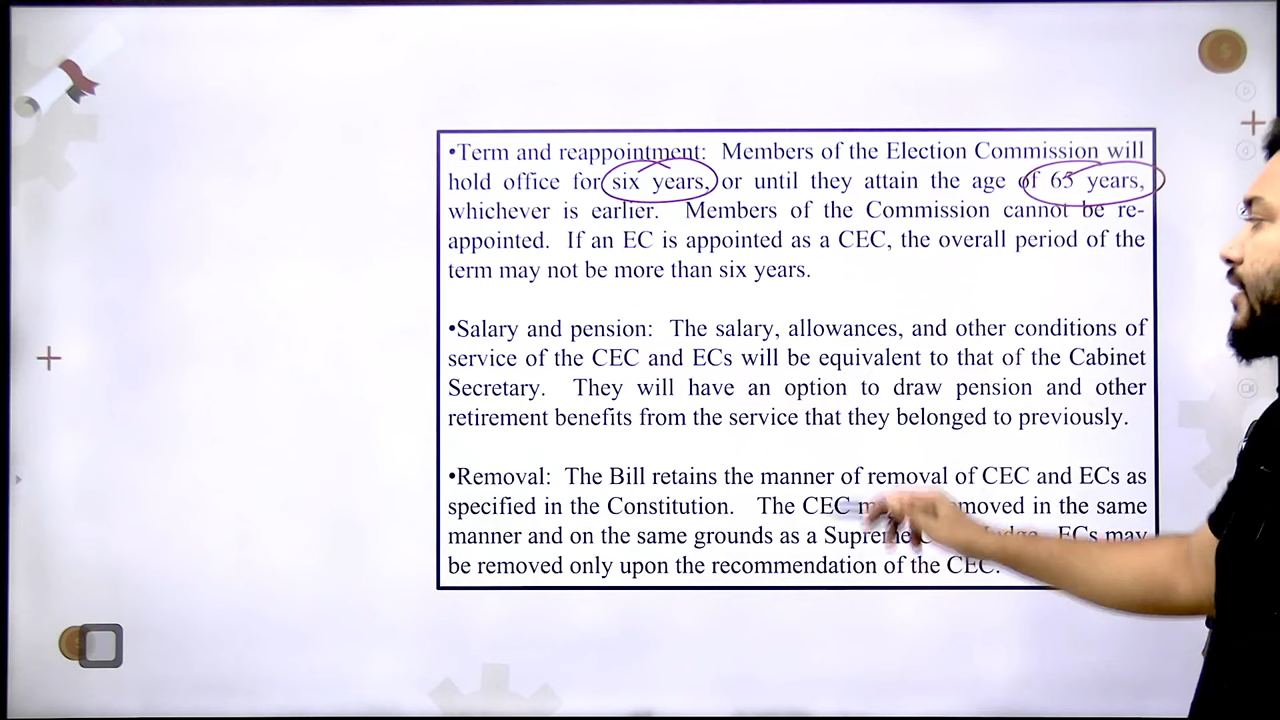 •Term and reappointment: Members of the Election Commission will
hold office for six years, or until they attain the age of 65 years,
whichever is earlier. Members of the Commission cannot be re-
appointed. If an EC is appointed as a CEC, the overall period of the
term may not be more than six years.
•Salary and pension: The salary, allowances, and other conditions of
service of the CEC and ECs will be equivalent to that of the Cabinet
Secretary. They will have an option to draw pension and other
retirement benefits from the service that they belonged to previously.
•Removal: The Bill retains the manner of removal of CEC and ECs as
specified in the Constitution. The CEC in the same
manner and on the same grounds as a Supreme ECs may
be removed only upon the recommendation of the CEC.